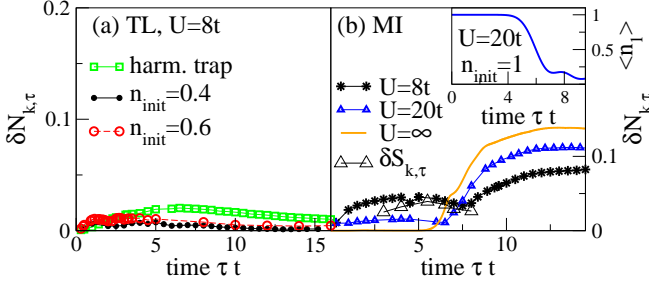 (a) TL, U=8t
harm. trap
n_init=0.4
n_init=0.6
δN_k,τ
0.2
0.1
0
0
5
10
15
time τ t
(b) MI
U=8t
U=20t
U=∞
δS_k,τ
5
10
time τ t
0.1
0
δN_k,τ
U=20t
n_init=1
1
0.5
<n_1>
0
4
8
time τ t